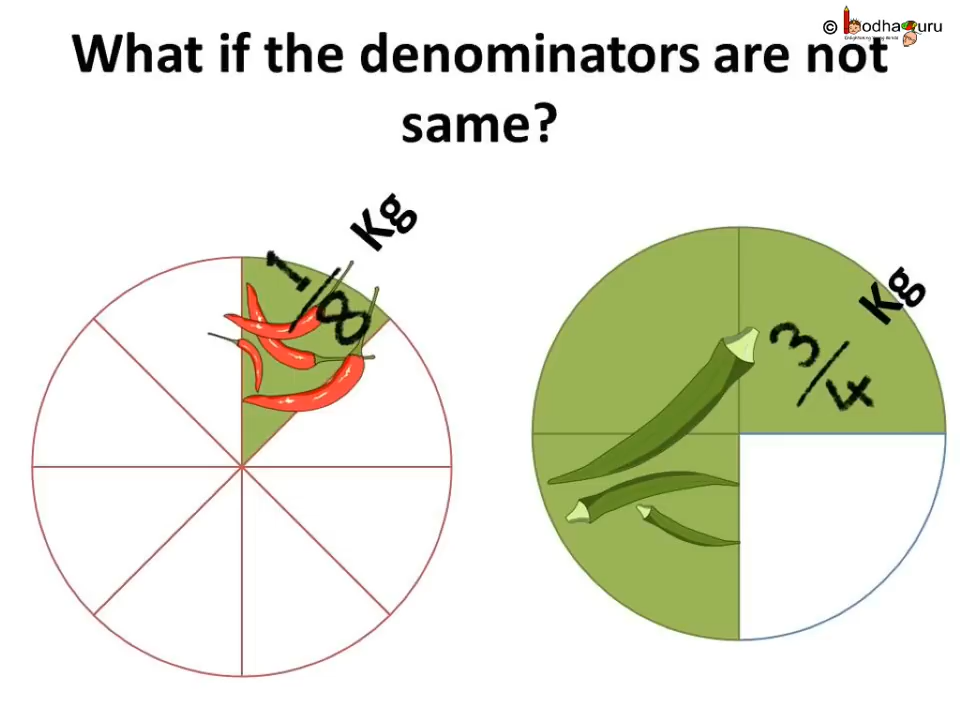 © bodhaguru
What if the denominators are not
same?
1/8 Kg
3/4 Kg